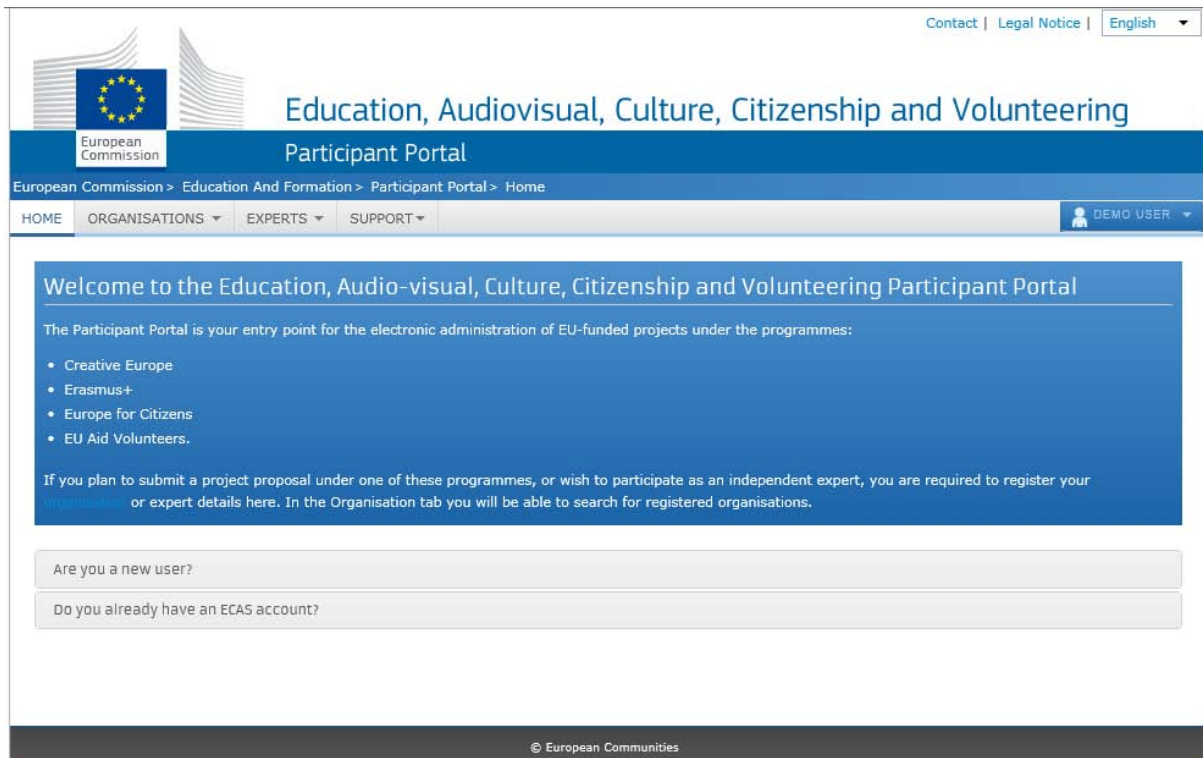 Contact | Legal Notice | English
Education, Audiovisual, Culture, Citizenship and Volunteering
European
Commission
Participant Portal
European Commission > Education And Formation > Participant Portal > Home
HOME ORGANISATIONS EXPERTS SUPPORT DEMO USER
Welcome to the Education, Audio-visual, Culture, Citizenship and Volunteering Participant Portal
The Participant Portal is your entry point for the electronic administration of EU-funded projects under the programmes:
• Creative Europe
• Erasmus+
• Europe for Citizens
• EU Aid Volunteers.
If you plan to submit a project proposal under one of these programmes, or wish to participate as an independent expert, you are required to register your
organisation or expert details here. In the Organisation tab you will be able to search for registered organisations.
Are you a new user?
Do you already have an ECAS account?
© European Communities